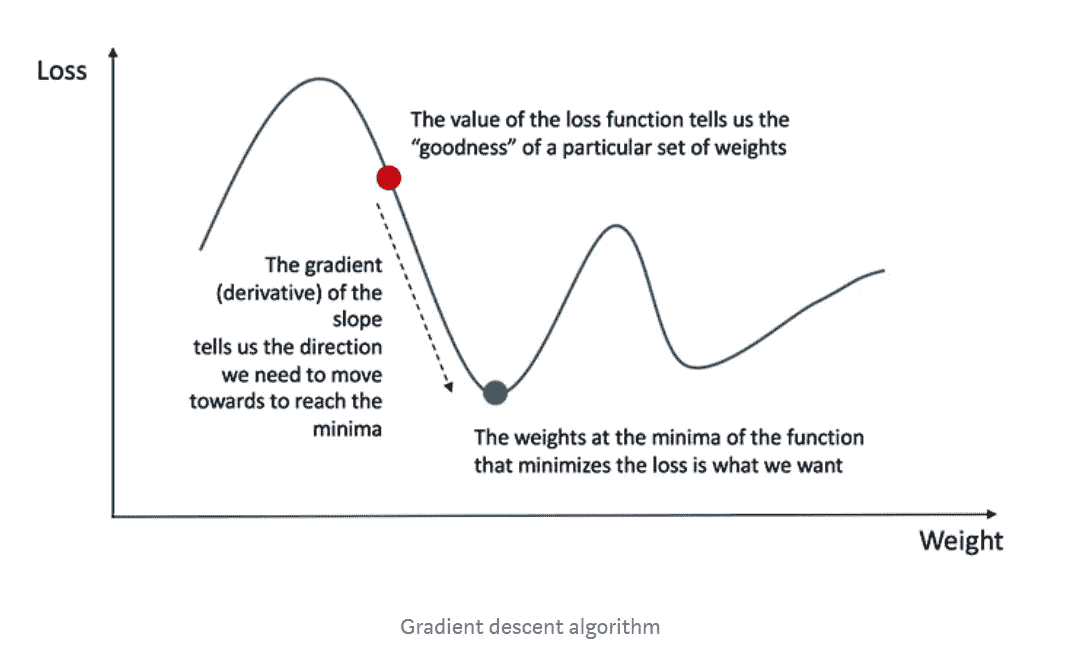 Loss
The value of the loss function tells us the
“goodness” of a particular set of weights
The gradient
(derivative) of the
slope
tells us the direction
we need to move
towards to reach the
minima
The weights at the minima of the function
that minimizes the loss is what we want
Weight
Gradient descent algorithm